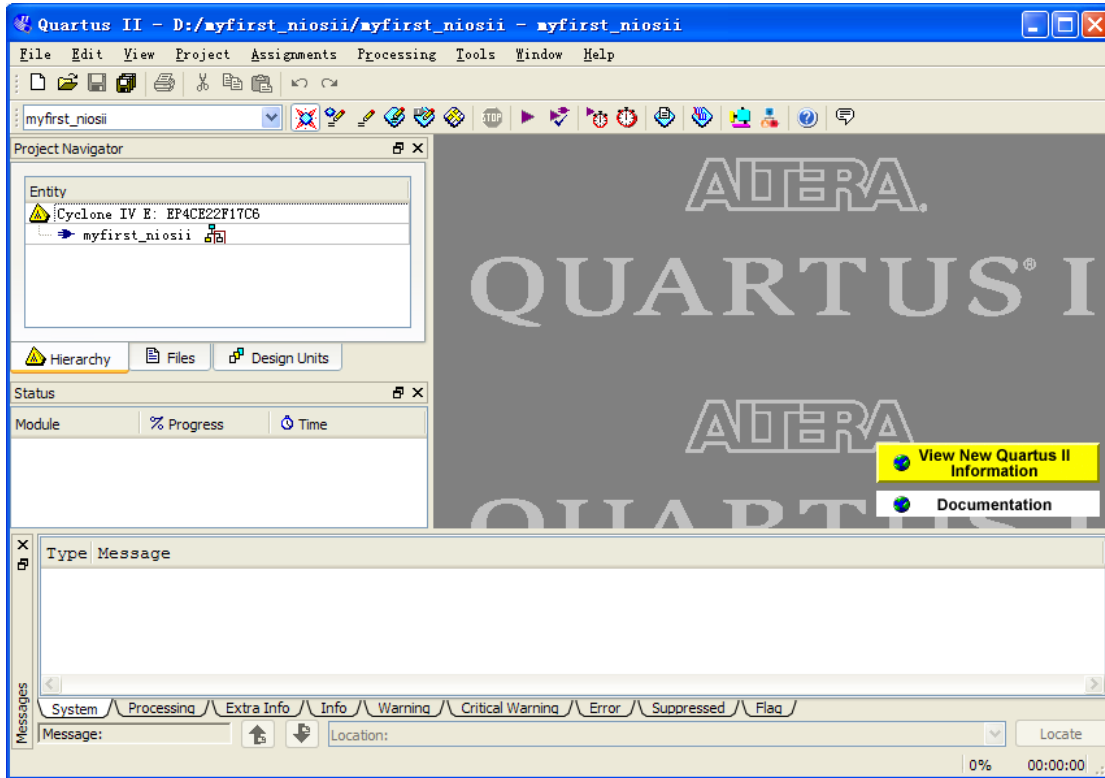 Quartus II - D:/myfirst_niosii/myfirst_niosii - myfirst_niosii
File Edit View Project Assignments Processing Tools Window Help
myfirst_niosii
STOP
Project Navigator
Entity
Cyclone IV E: EP4CE22F17C6
myfirst_niosii
Hierarchy Files Design Units
Status
Module % Progress Time
ALTERA®
QUARTUS® I
ALTERA
View New Quartus II
Information
Documentation
QUARTUS I
Type Message
Messages
System Processing Extra Info Info Warning Critical Warning Error Suppressed Flag
Message: Location: Locate
0% 00:00:00